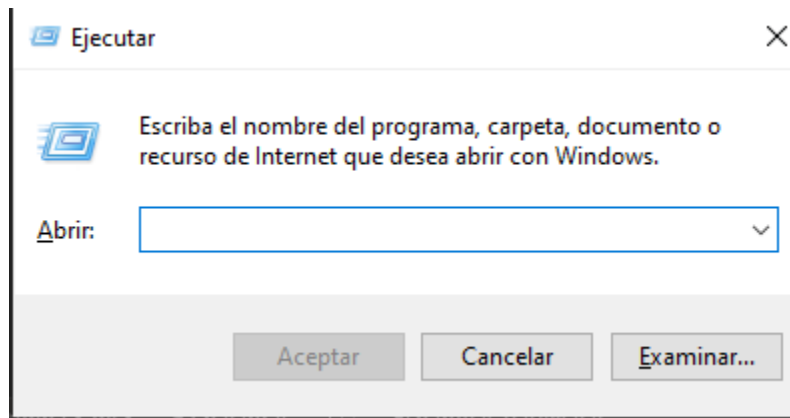 Ejecutar
Escriba el nombre del programa, carpeta, documento o
recurso de Internet que desea abrir con Windows.
Abrir:
Aceptar Cancelar Examinar...